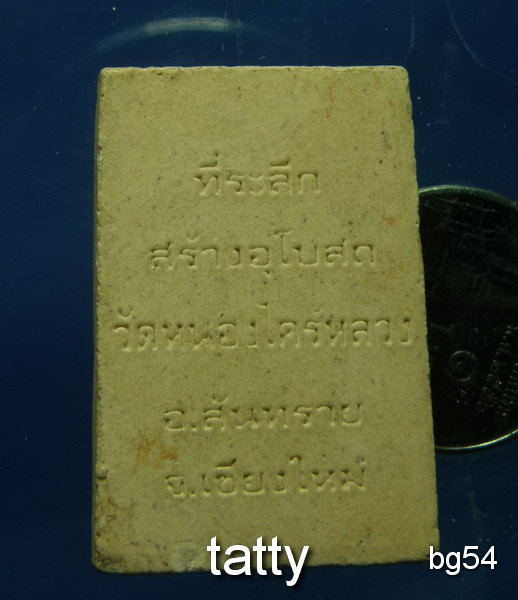 ที่ระลึก
สร้างอุโบสถ
วัดหนองไคร้หลวง
อ.สันทราย
จ.เชียงใหม่
tatty
bg54